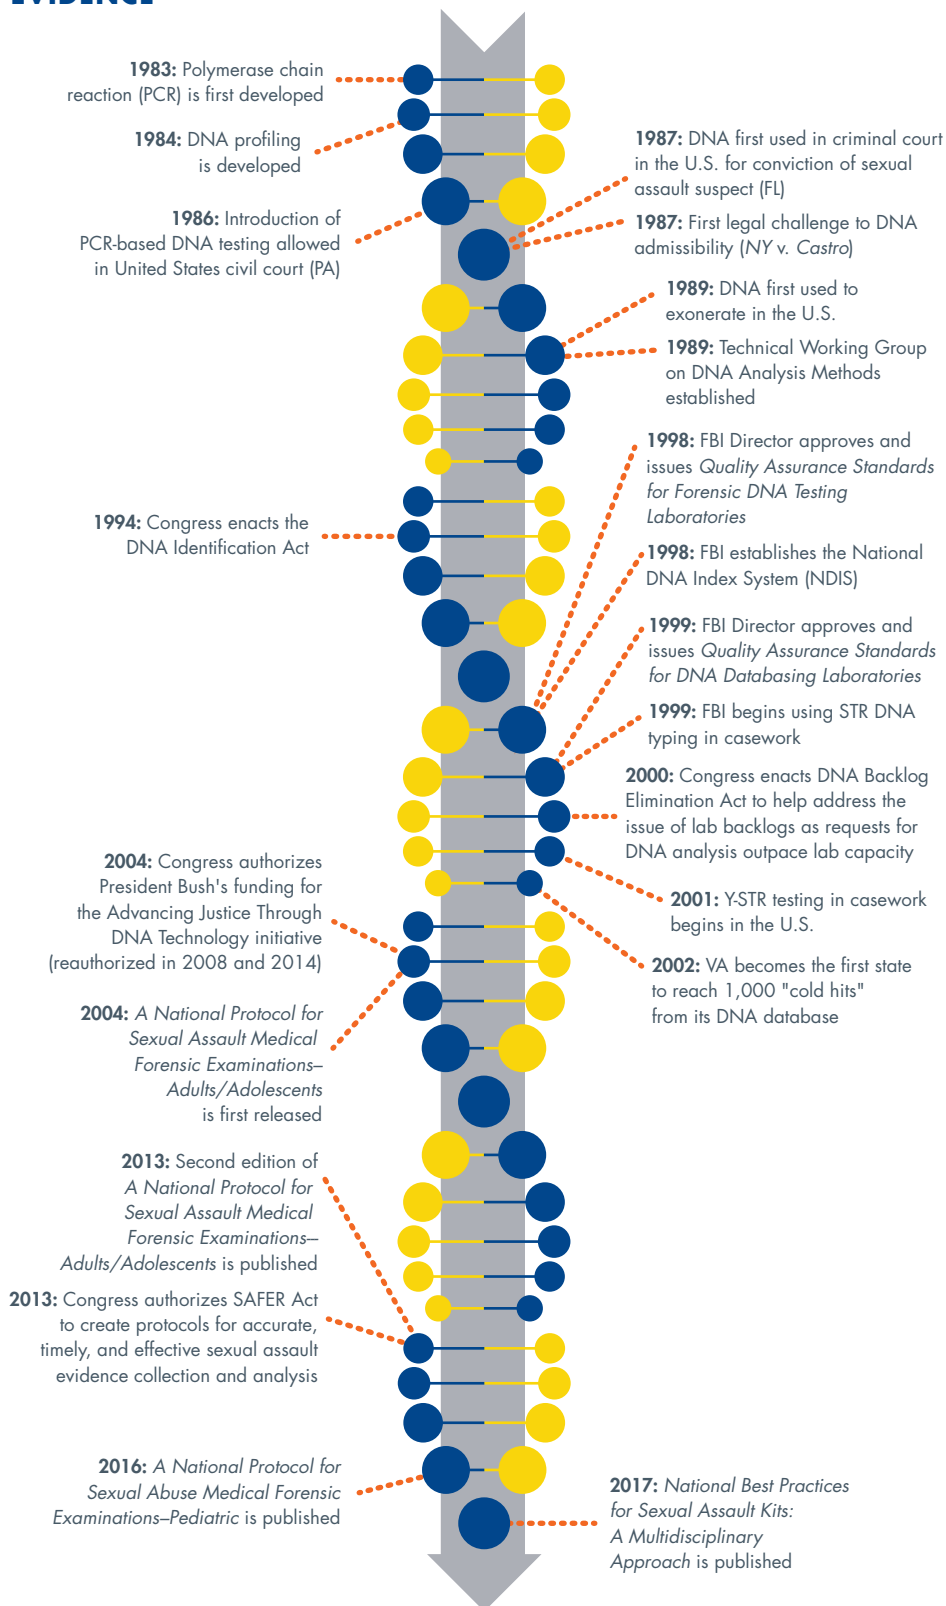 EVIDENCE
1983: Polymerase chain
reaction (PCR) is first developed
1984: DNA profiling
is developed
1986: Introduction of
PCR-based DNA testing allowed
in United States civil court (PA)
1987: DNA first used in criminal court
in the U.S. for conviction of sexual
assault suspect (FL)
1987: First legal challenge to DNA
admissibility (NY v. Castro)
1989: DNA first used to
exonerate in the U.S.
1989: Technical Working Group
on DNA Analysis Methods
established
1994: Congress enacts the
DNA Identification Act
1998: FBI Director approves and
issues Quality Assurance Standards
for Forensic DNA Testing
Laboratories
1998: FBI establishes the National
DNA Index System (NDIS)
1999: FBI Director approves and
issues Quality Assurance Standards
for DNA Databasing Laboratories
1999: FBI begins using STR DNA
typing in casework
2000: Congress enacts DNA Backlog
Elimination Act to help address the
issue of lab backlogs as requests for
DNA analysis outpace lab capacity
2001: Y-STR testing in casework
begins in the U.S.
2002: VA becomes the first state
to reach 1,000 "cold hits"
from its DNA database
2004: Congress authorizes
President Bush's funding for
the Advancing Justice Through
DNA Technology initiative
(reauthorized in 2008 and 2014)
2004: A National Protocol for
Sexual Assault Medical
Forensic Examinations–
Adults/Adolescents
is first released
2013: Second edition of
A National Protocol for
Sexual Assault Medical
Forensic Examinations–
Adults/Adolescents is published
2013: Congress authorizes SAFER Act
to create protocols for accurate,
timely, and effective sexual assault
evidence collection and analysis
2016: A National Protocol for
Sexual Abuse Medical Forensic
Examinations–Pediatric is published
2017: National Best Practices
for Sexual Assault Kits:
A Multidisciplinary
Approach is published